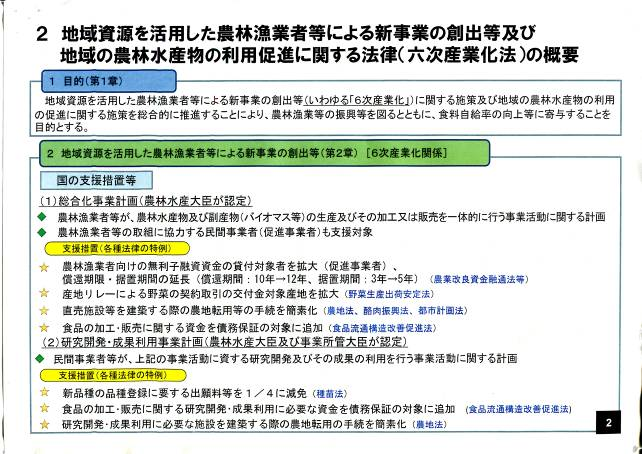 2 地域資源を活用した農林漁業者等による新事業の創出等及び
地域の農林水産物の利用促進に関する法律(六次産業化法)の概要
1 目的(第1章)
地域資源を活用した農林漁業者等による新事業の創出等(いわゆる「6次産業化」)に関する施策及び地域の農林水産物の利用
の促進に関する施策を総合的に推進することにより、農林漁業等の振興等を図るとともに、食料自給率の向上等に寄与することを
目的とする。
2 地域資源を活用した農林漁業者等による新事業の創出等(第2章) [6次産業化関係]
国の支援措置等
(1)総合化事業計画(農林水産大臣が認定)
◆ 農林漁業者等が、農林水産物及び副産物(バイオマス等)の生産及びその加工又は販売を一体的に行う事業活動に関する計画
◆ 農林漁業者等の取組に協力する民間事業者(促進事業者)も支援対象
支援措置(各種法律の特例)
☆ 農林漁業者向けの無利子融資資金の貸付対象者を拡大(促進事業者)、
償還期限・据置期間の延長(償還期間:10年→12年、据置期間:3年→5年) (農業改良資金融通法等)
☆ 産地リレーによる野菜の契約取引の交付金対象産地を拡大(野菜生産出荷安定法)
☆ 直売施設等を建築する際の農地転用等の手続を簡素化(農地法、酪肉振興法、都市計画法)
☆ 食品の加工・販売に関する資金を債務保証の対象に追加(食品流通構造改善促進法)
(2)研究開発・成果利用事業計画(農林水産大臣及び事業所管大臣が認定)
◆ 民間事業者等が、上記の事業活動に資する研究開発及びその成果の利用を行う事業活動に関する計画
支援措置(各種法律の特例)
☆ 新品種の品種登録に要する出願料等を1/4に減免(種苗法)
☆ 食品の加工・販売に関する研究開発・成果利用に必要な資金を債務保証の対象に追加 (食品流通構造改善促進法)
☆ 研究開発・成果利用に必要な施設を建築する際の農地転用の手続を簡素化(農地法)
2